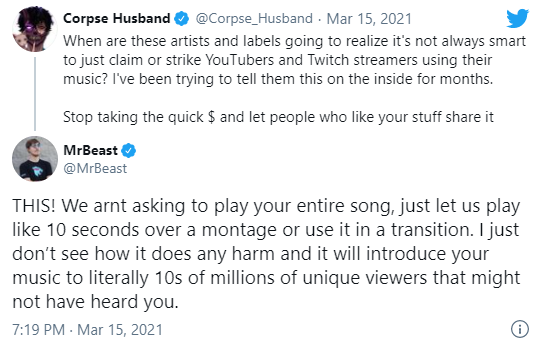 Corpse Husband @Corpse_Husband · Mar 15, 2021
When are these artists and labels going to realize it's not always smart
to just claim or strike YouTubers and Twitch streamers using their
music? I've been trying to tell them this on the inside for months.
Stop taking the quick $ and let people who like your stuff share it
MrBeast
@MrBeast
THIS! We arnt asking to play your entire song, just let us play
like 10 seconds over a montage or use it in a transition. I just
don’t see how it does any harm and it will introduce your
music to literally 10s of millions of unique viewers that might
not have heard you.
7:19 PM · Mar 15, 2021